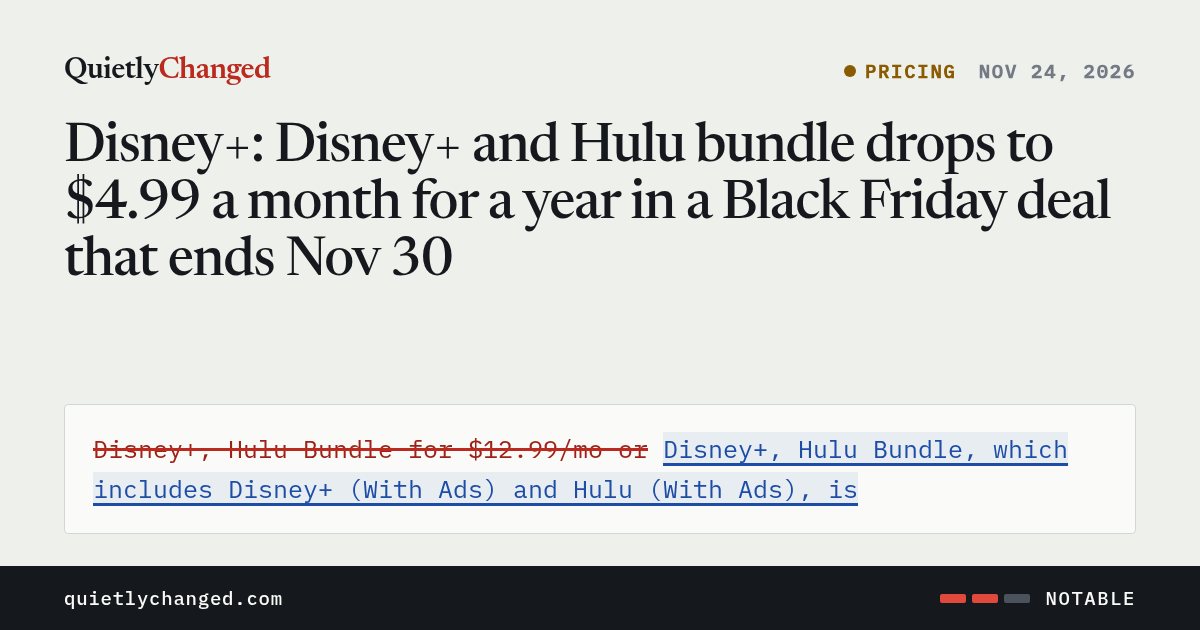 QuietlyChanged
PRICING NOV 24, 2026
Disney+: Disney+ and Hulu bundle drops to
$4.99 a month for a year in a Black Friday deal
that ends Nov 30
Disney+, Hulu Bundle for $12.99/mo or Disney+, Hulu Bundle, which
includes Disney+ (With Ads) and Hulu (With Ads), is
quietlychanged.com
NOTABLE